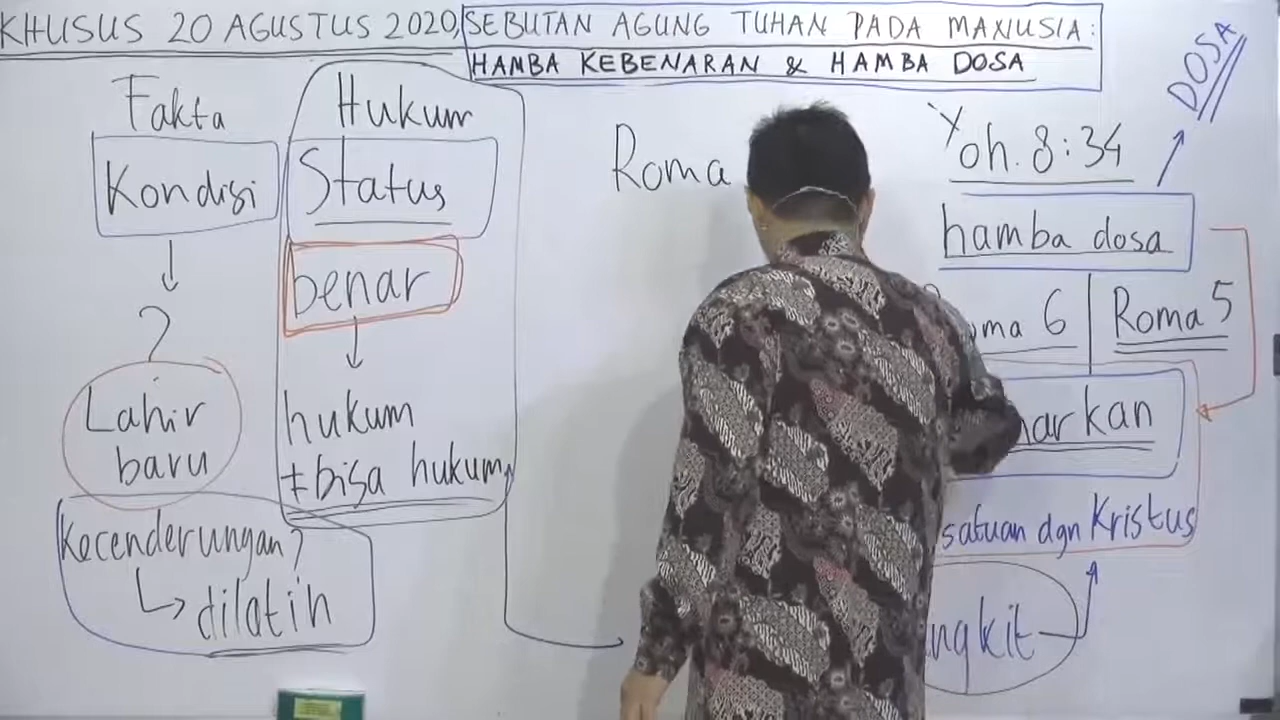 KHUSUS 20 AGUSTUS 2020, SEBUTAN AGUNG TUHAN PADA MANUSIA:
HAMBA KEBENARAN & HAMBA DOSA
Fakta
Kondisi
?
Lahir
baru
Kecenderungan?
dilatih
Hukum
Status
benar
hukum
≠ bisa hukum
Roma
Yoh. 8:34
DOSA
hamba dosa
oma 6
Roma 5
arkan
satuan dgn Kristus
ngkit